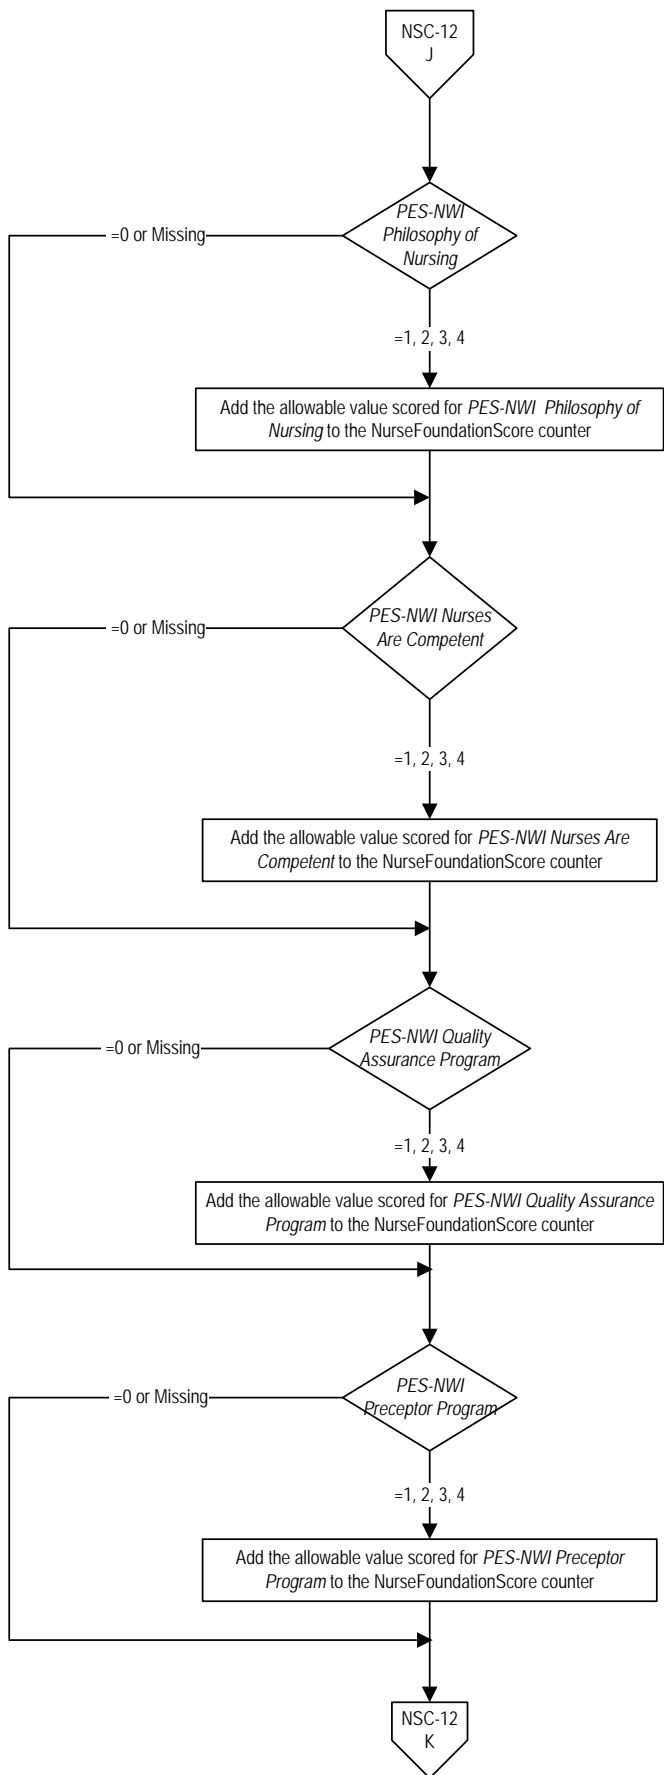 NSC-12
J
PES-NWI
Philosophy of
Nursing
=0 or Missing
=1, 2, 3, 4
Add the allowable value scored for PES-NWI Philosophy of
Nursing to the NurseFoundationScore counter
PES-NWI Nurses
Are Competent
=0 or Missing
=1, 2, 3, 4
Add the allowable value scored for PES-NWI Nurses Are
Competent to the NurseFoundationScore counter
PES-NWI Quality
Assurance Program
=0 or Missing
=1, 2, 3, 4
Add the allowable value scored for PES-NWI Quality Assurance
Program to the NurseFoundationScore counter
PES-NWI
Preceptor Program
=0 or Missing
=1, 2, 3, 4
Add the allowable value scored for PES-NWI Preceptor
Program to the NurseFoundationScore counter
NSC-12
K